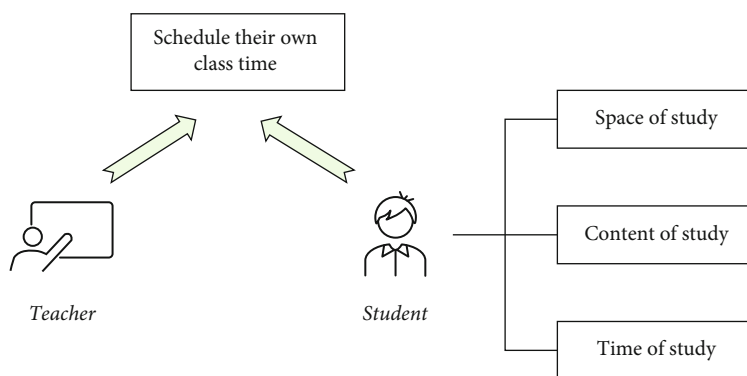 Schedule their own
class time
Space of study
Content of study
Teacher
Student
Time of study